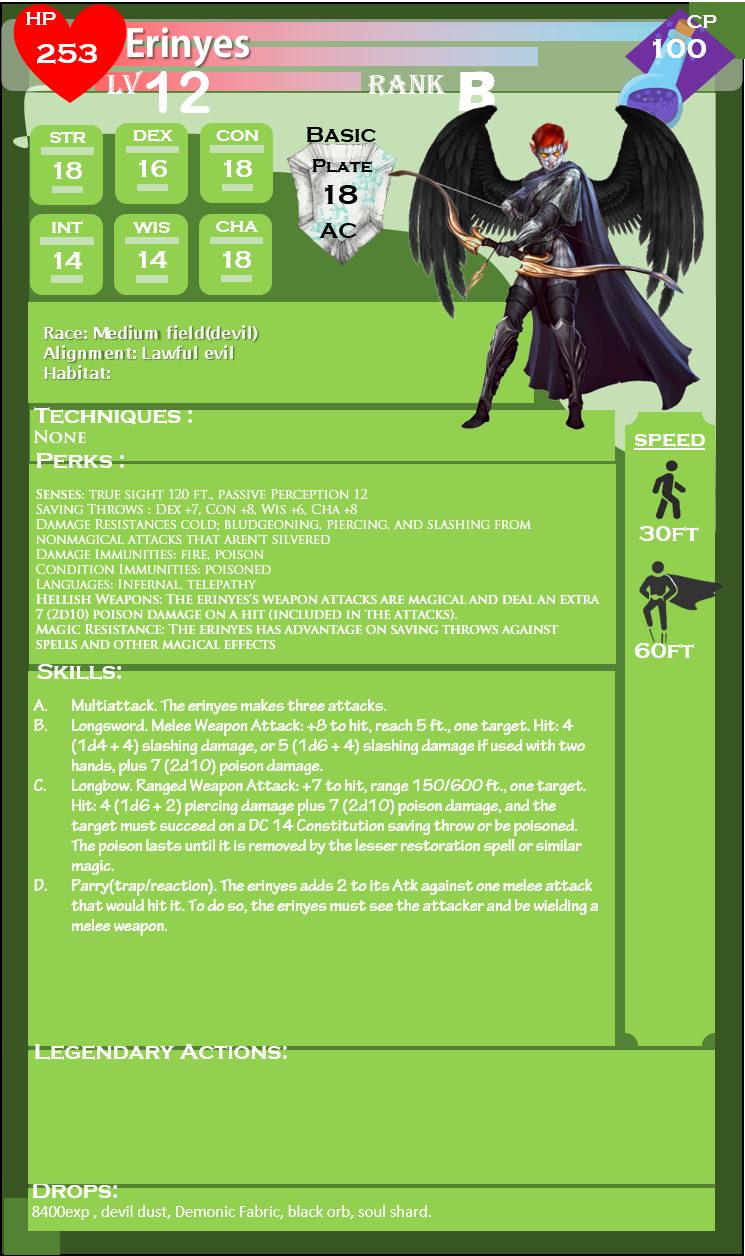 HP
253
Erinyes
CP
100
LV 12
RANK B
STR
18
DEX
16
CON
18
INT
14
WIS
14
CHA
18
Basic
Plate
18
AC
Race: Medium field(devil)
Alignment: Lawful evil
Habitat:
Techniques :
None
Perks :
Senses: true sight 120 ft., passive Perception 12
Saving Throws : Dex +7, Con +8, Wis +6, Cha +8
Damage Resistances cold; bludgeoning, piercing, and slashing from
nonmagical attacks that aren't silvered
Damage Immunities: fire, poison
Condition Immunities: poisoned
Languages: Infernal, telepathy
Hellish Weapons: The erinyes's weapon attacks are magical and deal an extra
7 (2d10) poison damage on a hit (included in the attacks).
Magic Resistance: The erinyes has advantage on saving throws against
spells and other magical effects
Skills:
A. Multiattack. The erinyes makes three attacks.
B. Longsword. Melee Weapon Attack: +8 to hit, reach 5 ft., one target. Hit: 4
(1d4 + 4) slashing damage, or 5 (1d6 + 4) slashing damage if used with two
hands, plus 7 (2d10) poison damage.
C. Longbow. Ranged Weapon Attack: +7 to hit, range 150/600 ft., one target.
Hit: 4 (1d6 + 2) piercing damage plus 7 (2d10) poison damage, and the
target must succeed on a DC 14 Constitution saving throw or be poisoned.
The poison lasts until it is removed by the lesser restoration spell or similar
magic.
D. Parry(trap/reaction). The erinyes adds 2 to its Atk against one melee attack
that would hit it. To do so, the erinyes must see the attacker and be wielding a
melee weapon.
SPEED
30FT
60FT
Legendary Actions:
Drops:
8400exp , devil dust, Demonic Fabric, black orb, soul shard.